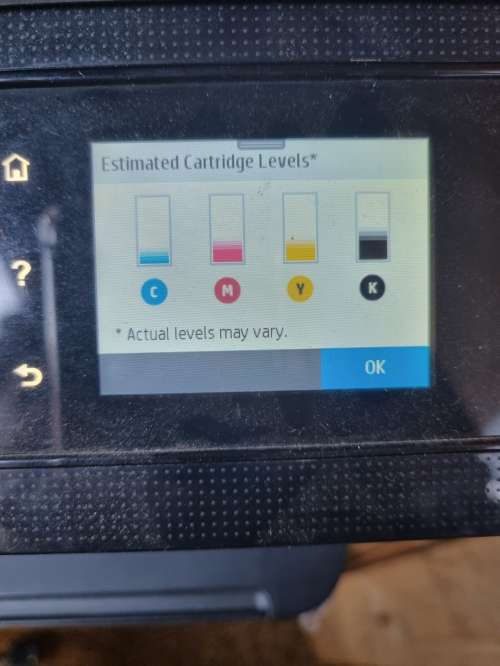 Estimated Cartridge Levels*
C M Y K
* Actual levels may vary.
?
OK